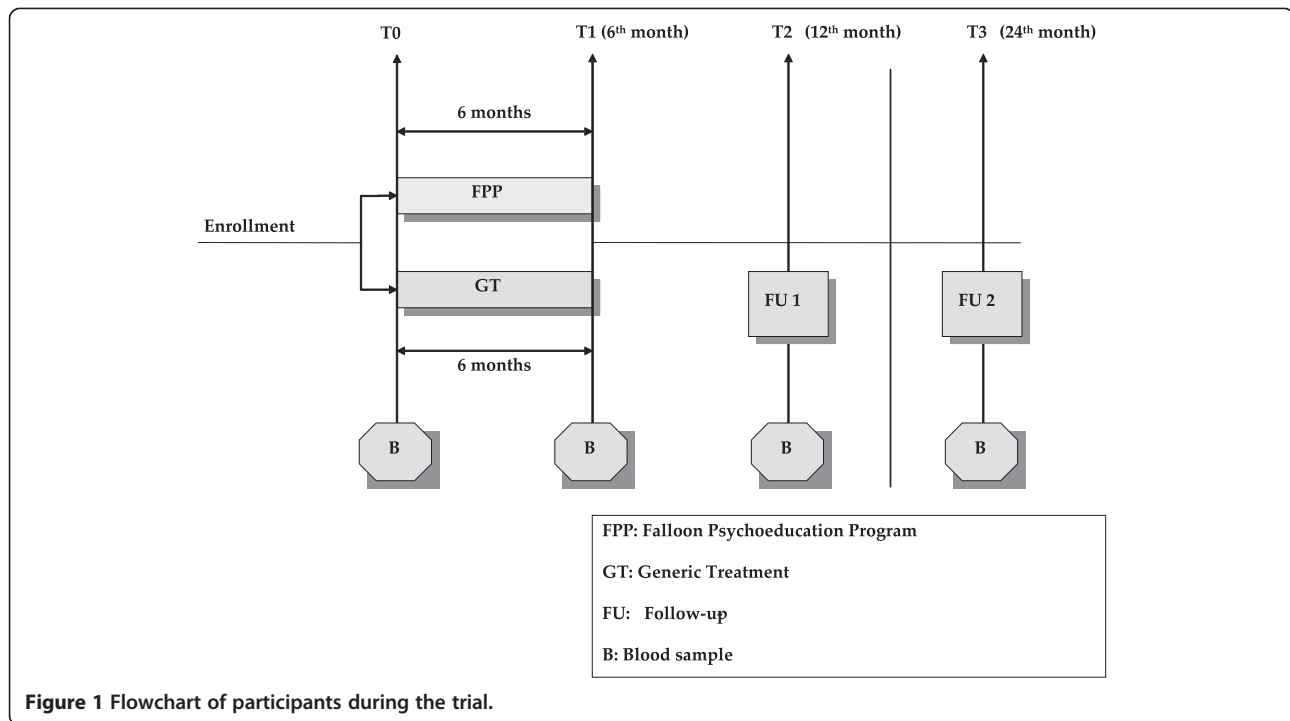 T0
T1 (6th month)
T2 (12th month)
T3 (24th month)
6 months
FPP
Enrollment
GT
FU 1
FU 2
6 months
B
B
B
B
FPP: Falloon Psychoeducation Program
GT: Generic Treatment
FU: Follow-up
B: Blood sample
Figure 1 Flowchart of participants during the trial.